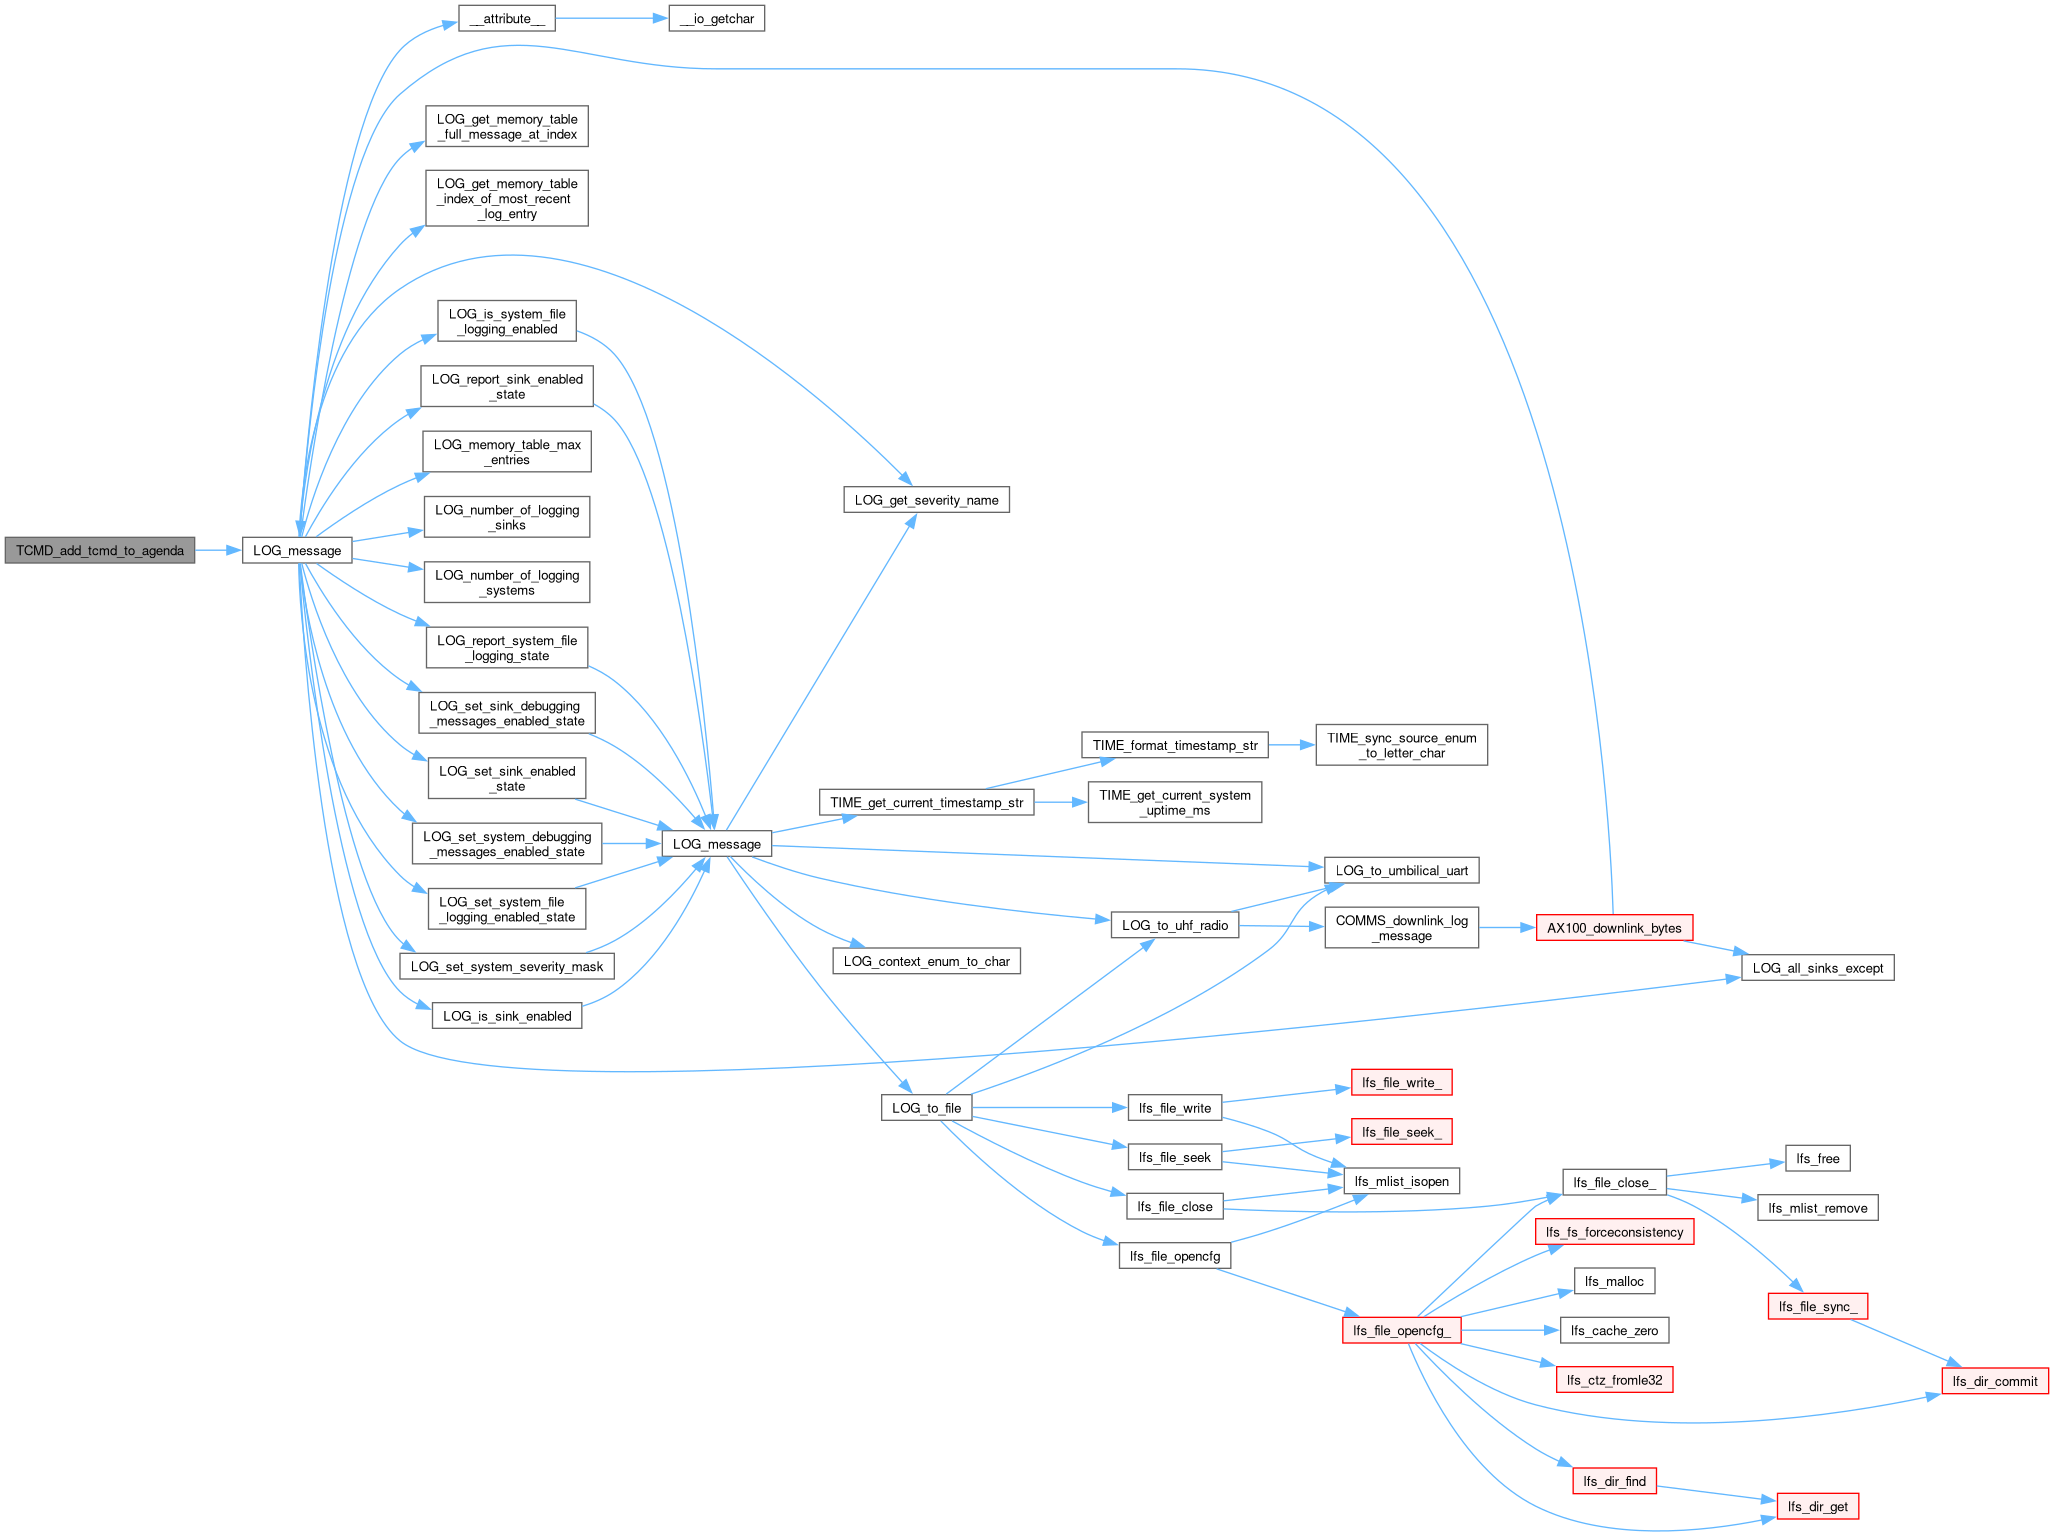 TCMD_add_tcmd_to_agenda
LOG_message
__attribute__
__io_getchar
LOG_get_memory_table
_full_message_at_index
LOG_get_memory_table
_index_of_most_recent
_log_entry
LOG_is_system_file
_logging_enabled
LOG_report_sink_enabled
_state
LOG_memory_table_max
_entries
LOG_number_of_logging
_sinks
LOG_number_of_logging
_systems
LOG_report_system_file
_logging_state
LOG_set_sink_debugging
_messages_enabled_state
LOG_set_sink_enabled
_state
LOG_set_system_debugging
_messages_enabled_state
LOG_set_system_file
_logging_enabled_state
LOG_set_system_severity_mask
LOG_is_sink_enabled
LOG_message
LOG_get_severity_name
TIME_get_current_timestamp_str
LOG_context_enum_to_char
LOG_to_file
TIME_format_timestamp_str
TIME_get_current_system
_uptime_ms
LOG_to_uhf_radio
TIME_sync_source_enum
_to_letter_char
LOG_to_umbilical_uart
COMMS_downlink_log
_message
AX100_downlink_bytes
LOG_all_sinks_except
lfs_file_write
lfs_file_seek
lfs_file_close
lfs_file_opencfg
lfs_file_write_
lfs_file_seek_
lfs_mlist_isopen
lfs_file_opencfg_
lfs_file_close_
lfs_fs_forceconsistency
lfs_malloc
lfs_cache_zero
lfs_ctz_fromle32
lfs_dir_find
lfs_free
lfs_mlist_remove
lfs_file_sync_
lfs_dir_commit
lfs_dir_get